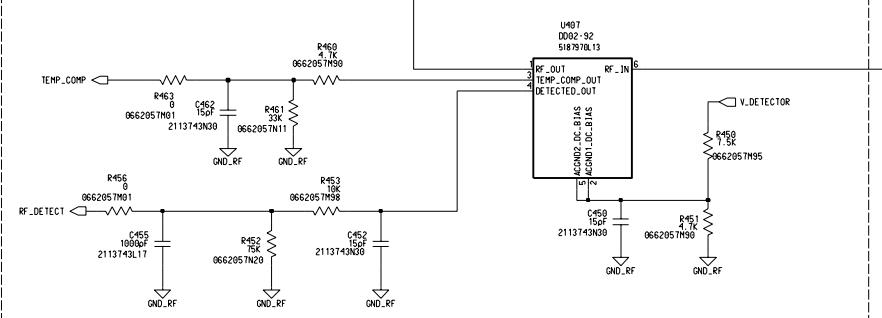 U407
DD02-92
5187970L13
1
RF_OUT
RF_IN
6
3
TEMP_COMP_OUT
4
DETECTED_OUT
ACGND2_DC_BIAS
ACGND1_DC_BIAS
5
2
TEMP_COMP
R463
0
0662057M01
C462
15pF
2113743N30
GND_RF
R461
33K
0662057N11
GND_RF
R460
4.7K
0662057M90
V_DETECTOR
R450
7.5K
0662057M95
C450
15pF
2113743N30
GND_RF
R451
4.7K
0662057M90
GND_RF
RF_DETECT
R456
0
0662057M01
C455
1000pF
2113743L17
GND_RF
R452
75K
0662057N20
GND_RF
R453
10K
0662057M98
C452
15pF
2113743N30
GND_RF